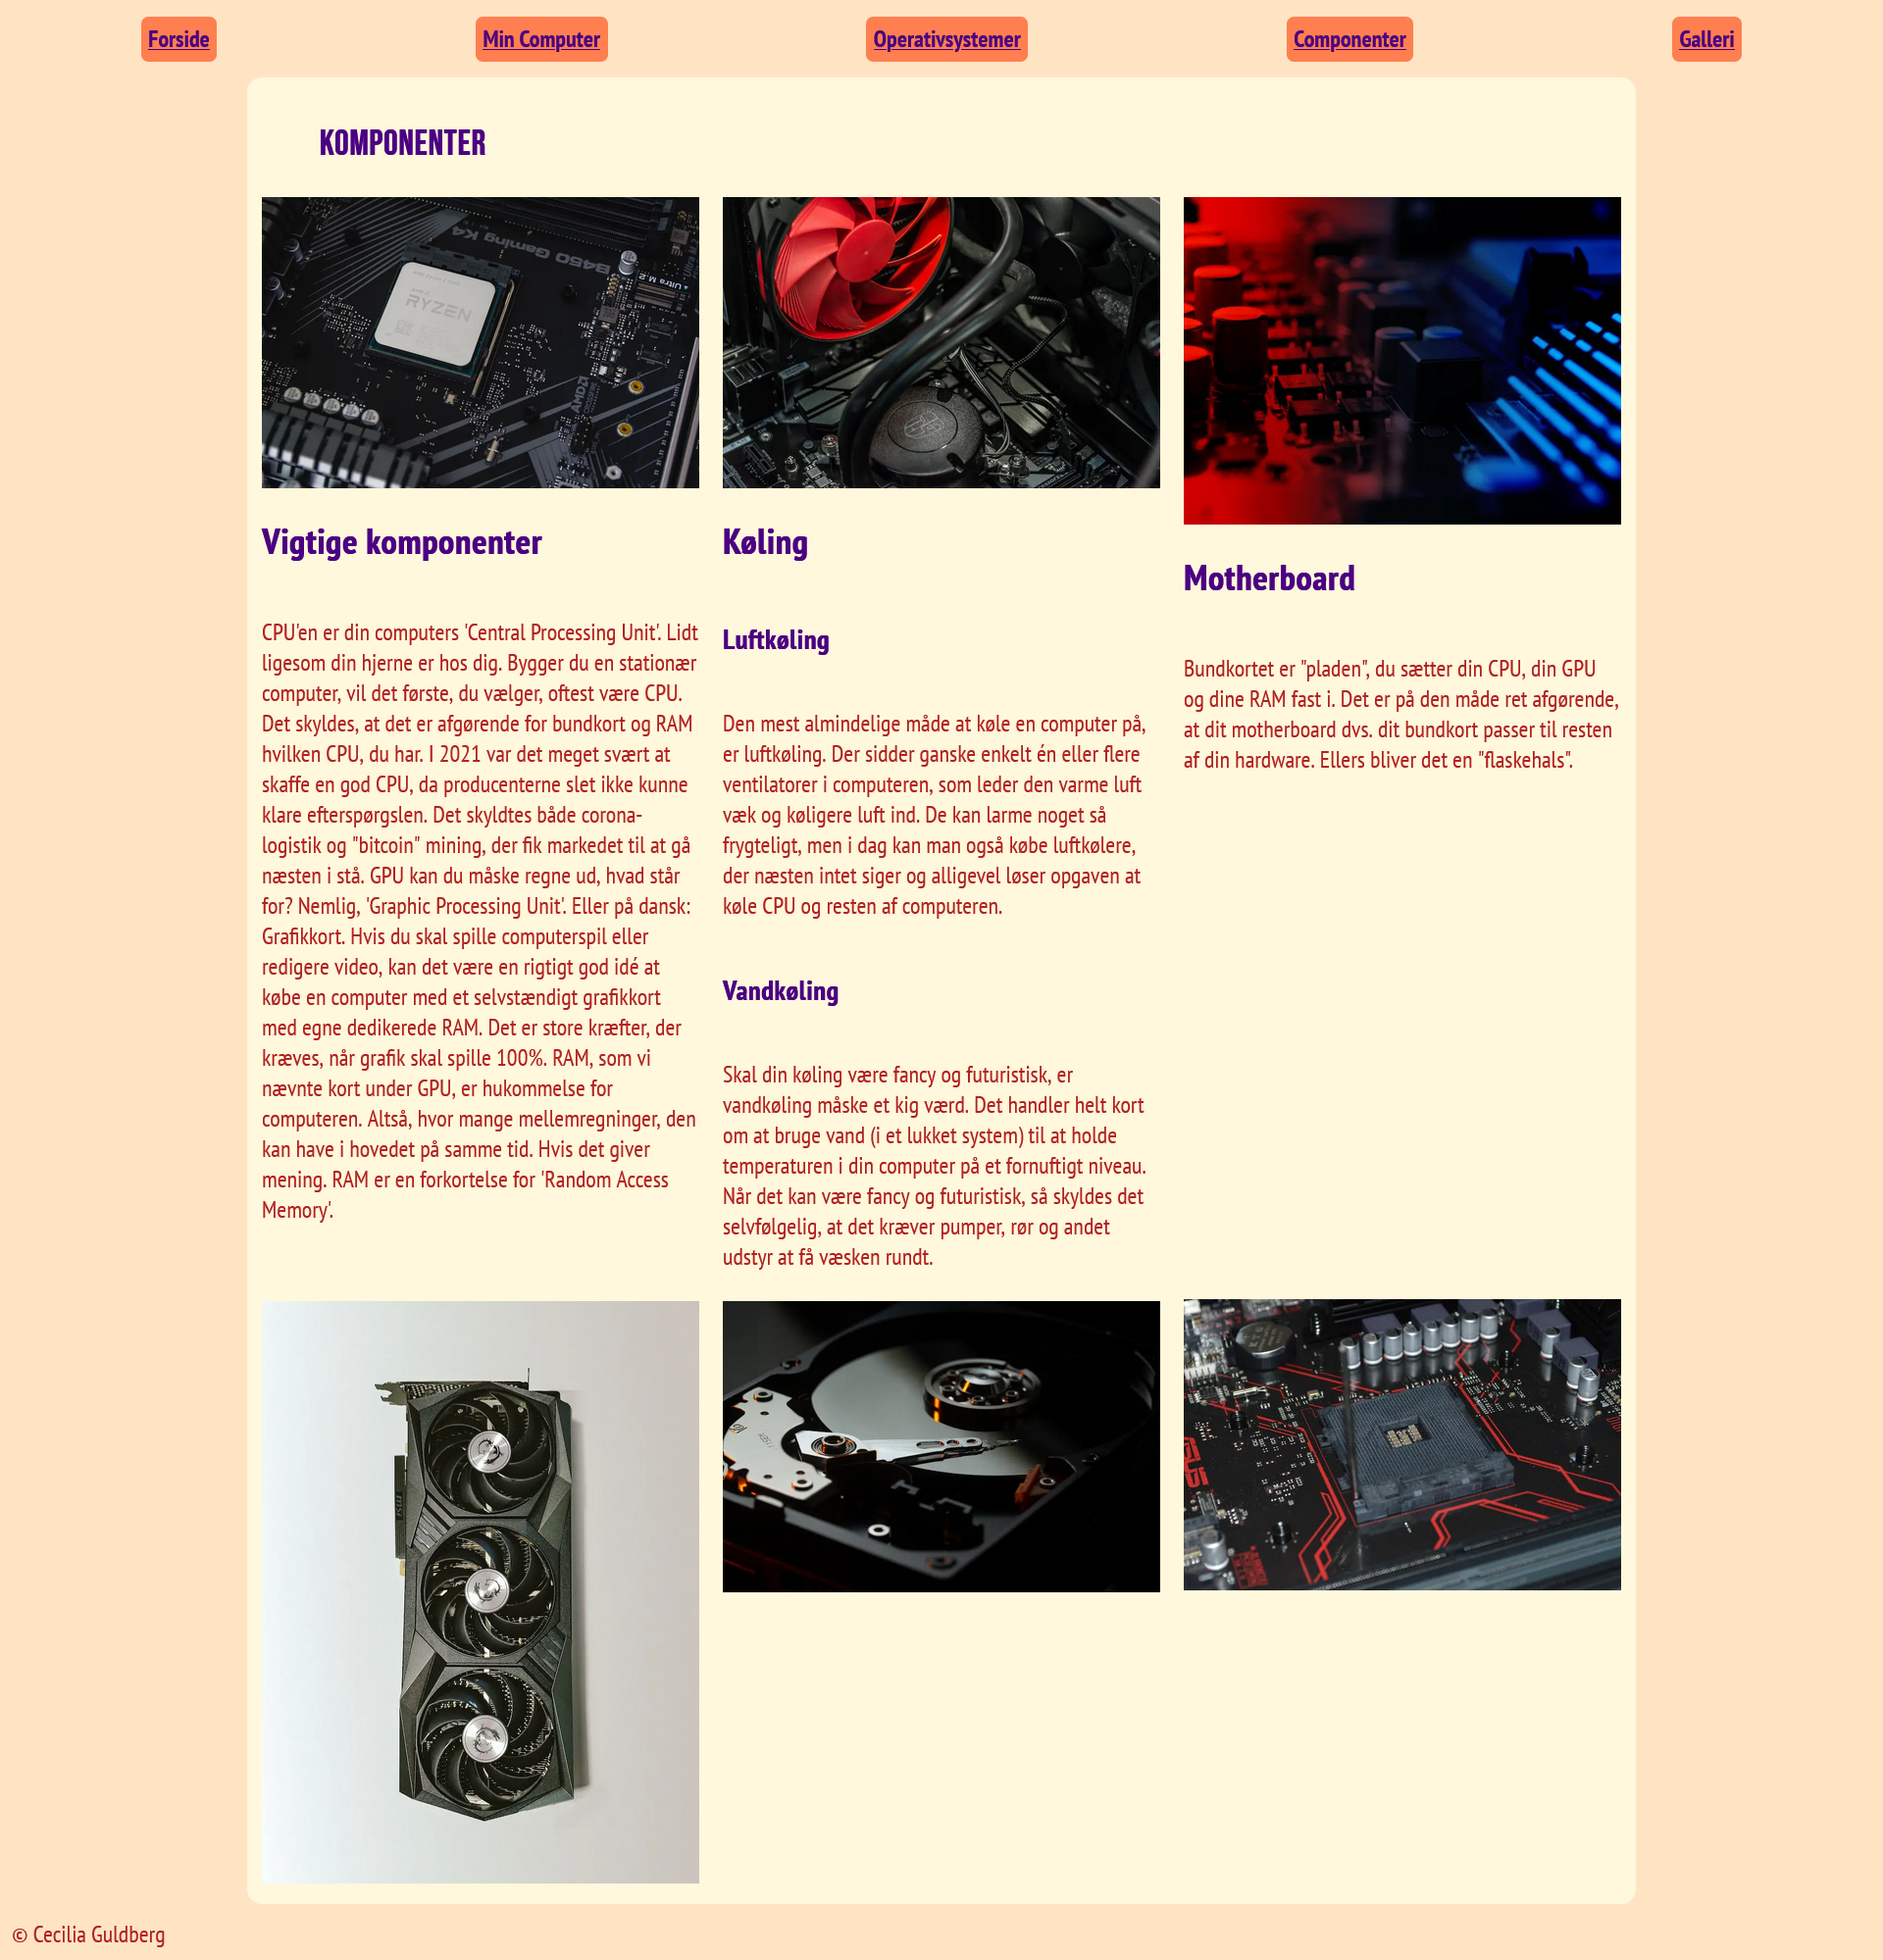 Forside
Min Computer
Operativsystemer
Componenter
Galleri
KOMPONENTER
B450 Gaming K4
Ultra M.2
RYZEN
AMD
Vigtige komponenter
CPU'en er din computers 'Central Processing Unit'. Lidt
ligesom din hjerne er hos dig. Bygger du en stationær
computer, vil det første, du vælger, oftest være CPU.
Det skyldes, at det er afgørende for bundkort og RAM
hvilken CPU, du har. I 2021 var det meget svært at
skaffe en god CPU, da producenterne slet ikke kunne
klare efterspørgslen. Det skyldtes både corona-
logistik og "bitcoin" mining, der fik markedet til at gå
næsten i stå. GPU kan du måske regne ud, hvad står
for? Nemlig, 'Graphic Processing Unit'. Eller på dansk:
Grafikkort. Hvis du skal spille computerspil eller
redigere video, kan det være en rigtigt god idé at
købe en computer med et selvstændigt grafikkort
med egne dedikerede RAM. Det er store kræfter, der
kræves, når grafik skal spille 100%. RAM, som vi
nævnte kort under GPU, er hukommelse for
computeren. Altså, hvor mange mellemregninger, den
kan have i hovedet på samme tid. Hvis det giver
mening. RAM er en forkortelse for 'Random Access
Memory'.
Køling
Luftkøling
Den mest almindelige måde at køle en computer på,
er luftkøling. Der sidder ganske enkelt én eller flere
ventilatorer i computeren, som leder den varme luft
væk og køligere luft ind. De kan larme noget så
frygteligt, men i dag kan man også købe luftkølere,
der næsten intet siger og alligevel løser opgaven at
køle CPU og resten af computeren.
Vandkøling
Skal din køling være fancy og futuristisk, er
vandkøling måske et kig værd. Det handler helt kort
om at bruge vand (i et lukket system) til at holde
temperaturen i din computer på et fornuftigt niveau.
Når det kan være fancy og futuristisk, så skyldes det
selvfølgelig, at det kræver pumper, rør og andet
udstyr at få væsken rundt.
Motherboard
Bundkortet er "pladen", du sætter din CPU, din GPU
og dine RAM fast i. Det er på den måde ret afgørende,
at dit motherboard dvs. dit bundkort passer til resten
af din hardware. Ellers bliver det en "flaskehals".
msi
© Cecilia Guldberg